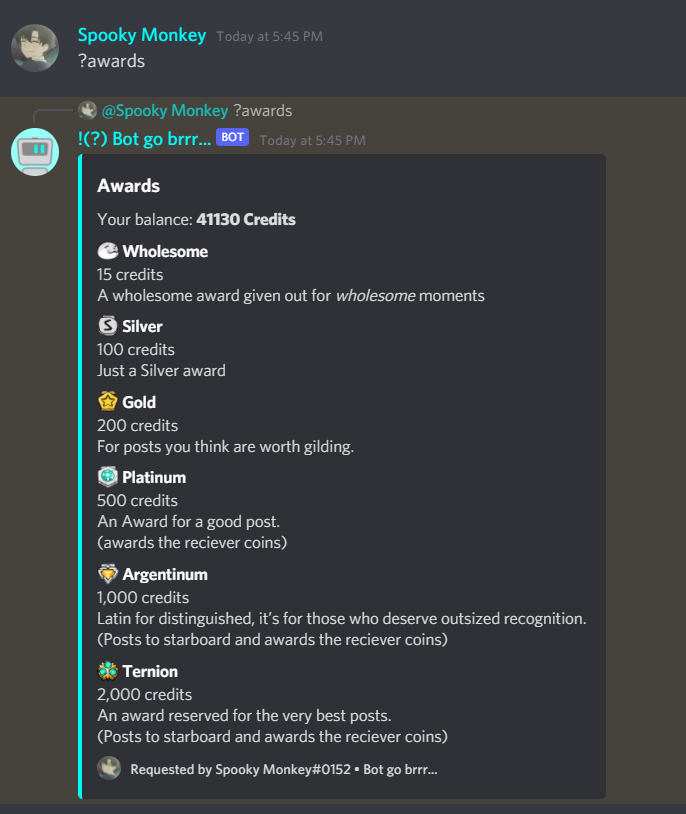 Spooky Monkey Today at 5:45 PM
?awards
@Spooky Monkey ?awards
!(?) Bot go brrr... BOT Today at 5:45 PM
Awards
Your balance: 41130 Credits
Wholesome
15 credits
A wholesome award given out for wholesome moments
Silver
100 credits
Just a Silver award
Gold
200 credits
For posts you think are worth gilding.
Platinum
500 credits
An Award for a good post.
(awards the reciever coins)
Argentinum
1,000 credits
Latin for distinguished, it's for those who deserve outsized recognition.
(Posts to starboard and awards the reciever coins)
Ternion
2,000 credits
An award reserved for the very best posts.
(Posts to starboard and awards the reciever coins)
Requested by Spooky Monkey#0152 • Bot go brrr...